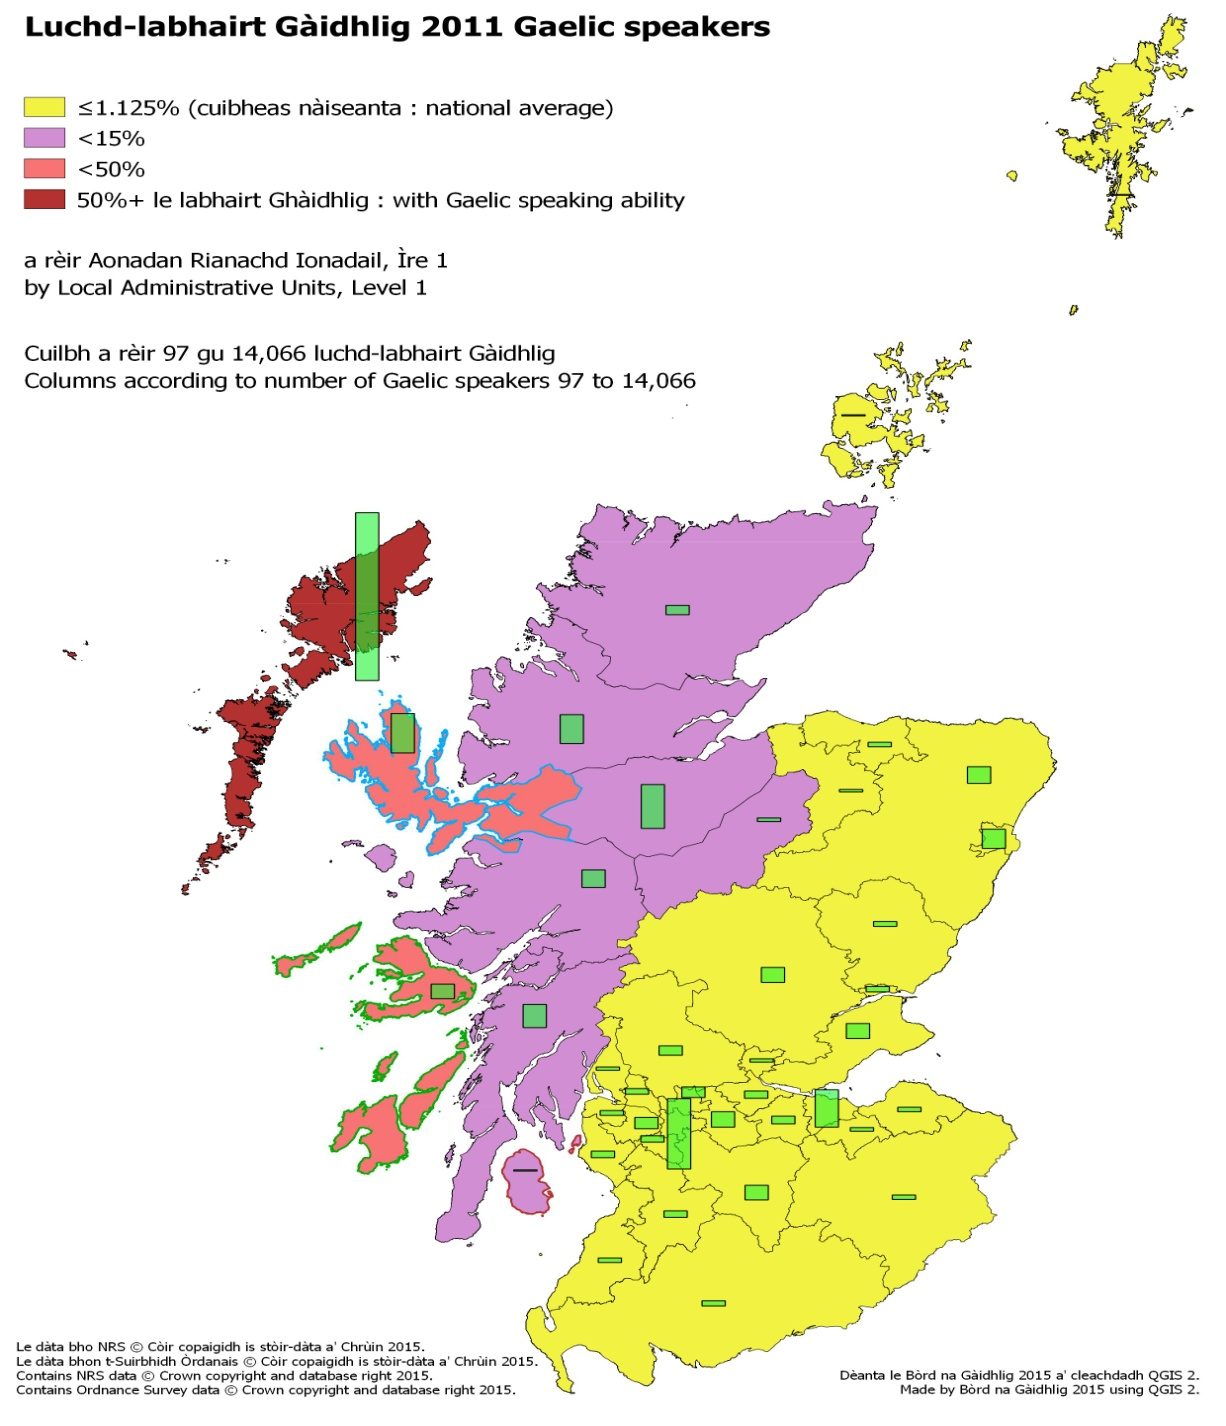 Luchd-labhairt Gàidhlig 2011 Gaelic speakers
≤1.125% (cuibheas nàiseanta : national average)
<15%
<50%
50%+ le labhairt Ghàidhlig : with Gaelic speaking ability
a rèir Aonadan Rianachd Ionadail, Ìre 1
by Local Administrative Units, Level 1
Cuilbh a rèir 97 gu 14,066 luchd-labhairt Gàidhlig
Columns according to number of Gaelic speakers 97 to 14,066
Le dàta bho NRS © Còir copaigidh is stòir-dàta a' Chrùin 2015.
Le dàta bhon t-Suirbhidh Òrdanais © Còir copaigidh is stòir-dàta a' Chrùin 2015.
Contains NRS data © Crown copyright and database right 2015.
Contains Ordnance Survey data © Crown copyright and database right 2015.
Dèanta le Bòrd na Gàidhlig 2015 a' cleachdadh QGIS 2.
Made by Bòrd na Gàidhlig 2015 using QGIS 2.